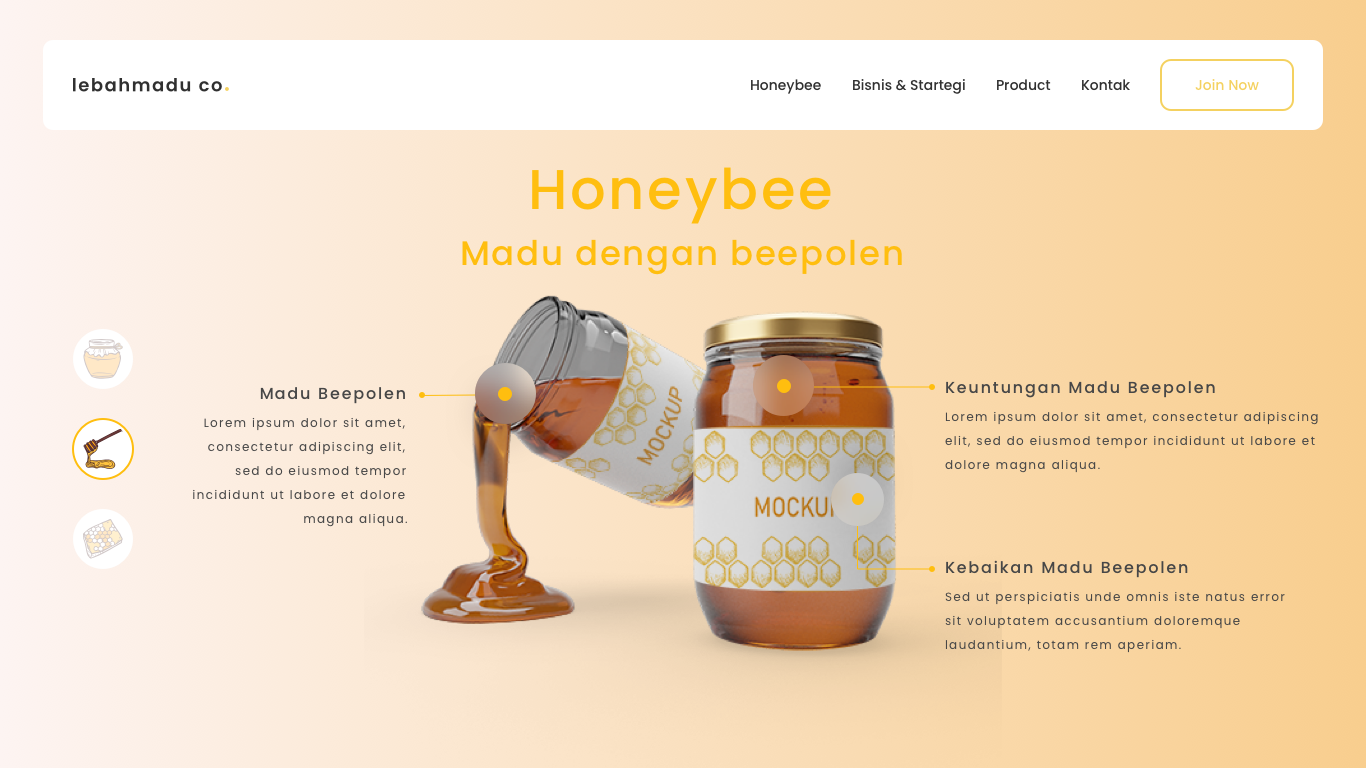 lebahmadu co.
Honeybee
Bisnis & Startegi
Product
Kontak
Join Now
Honeybee
Madu dengan beepolen
Madu Beepolen
Lorem ipsum dolor sit amet,
consectetur adipiscing elit,
sed do eiusmod tempor
incididunt ut labore et dolore
magna aliqua.
MOCKUP
MOCKU
Keuntungan Madu Beepolen
Lorem ipsum dolor sit amet, consectetur adipiscing
elit, sed do eiusmod tempor incididunt ut labore et
dolore magna aliqua.
Kebaikan Madu Beepolen
Sed ut perspiciatis unde omnis iste natus error
sit voluptatem accusantium doloremque
laudantium, totam rem aperiam.